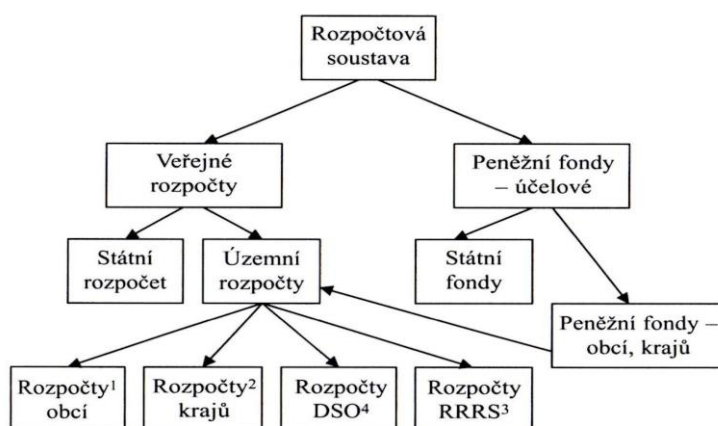 Rozpočtová
soustava
Veřejné
rozpočty
Peněžní fondy
– účelové
Státní
rozpočet
Územní
rozpočty
Státní
fondy
Peněžní fondy –
obcí, krajů
Rozpočty¹
obcí
Rozpočty²
krajů
Rozpočty
DSO⁴
Rozpočty
RRRS³